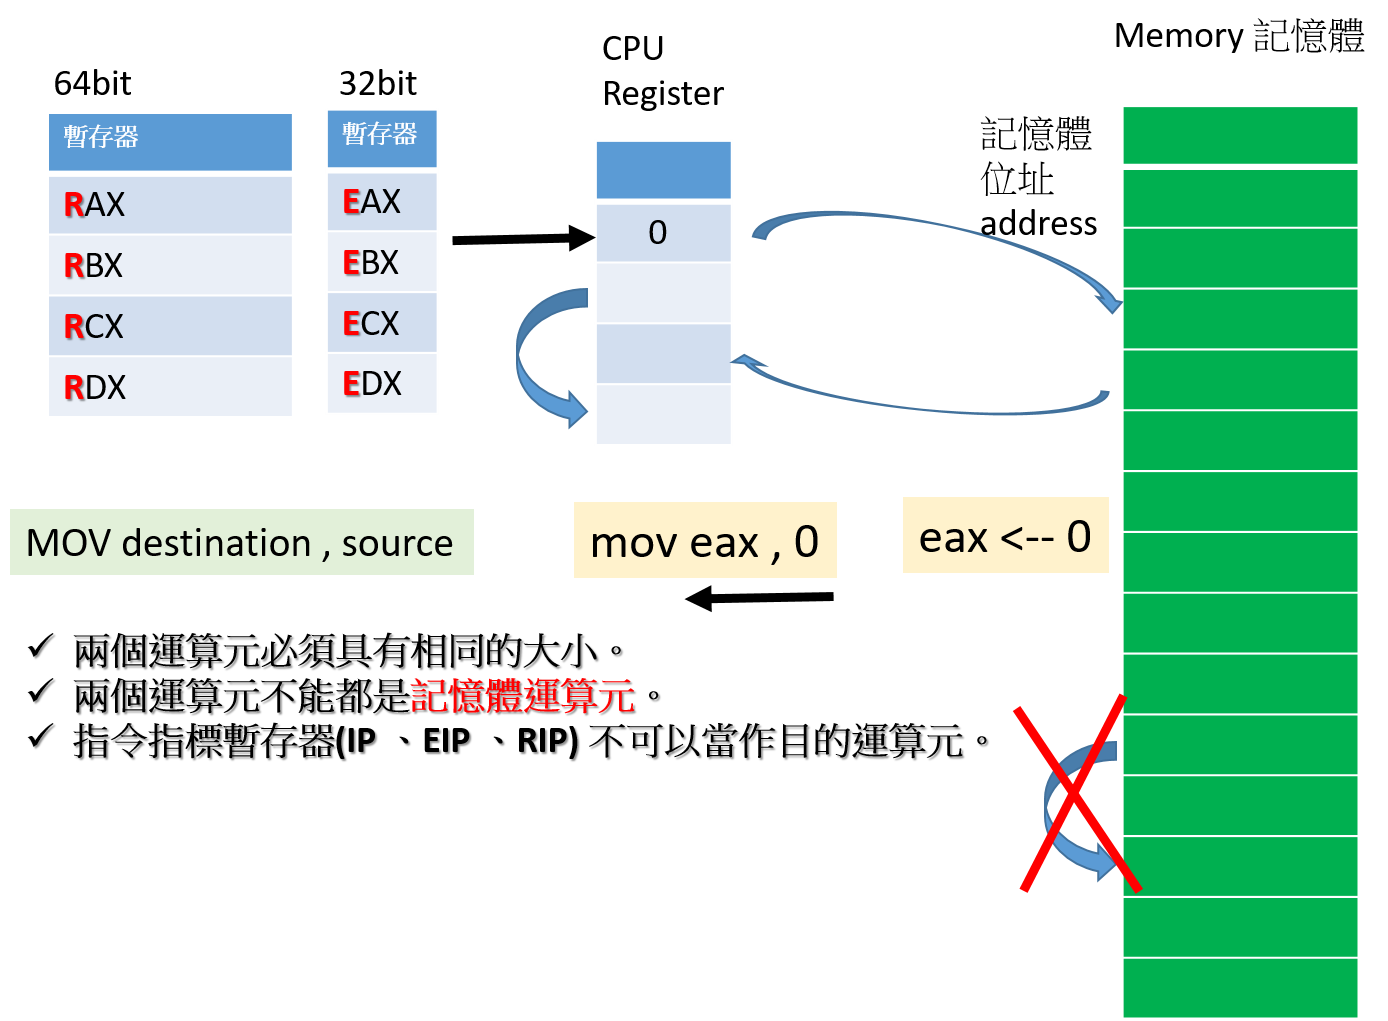 Memory 記憶體
CPU
Register
64bit
32bit
暫存器
RAX
RBX
RCX
RDX
暫存器
EAX
EBX
ECX
EDX
0
記憶體
位址
address
MOV destination , source
mov eax , 0
eax <-- 0
✓ 兩個運算元必須具有相同的大小。
✓ 兩個運算元不能都是記憶體運算元。
✓ 指令指標暫存器(IP 、EIP 、RIP) 不可以當作目的運算元。